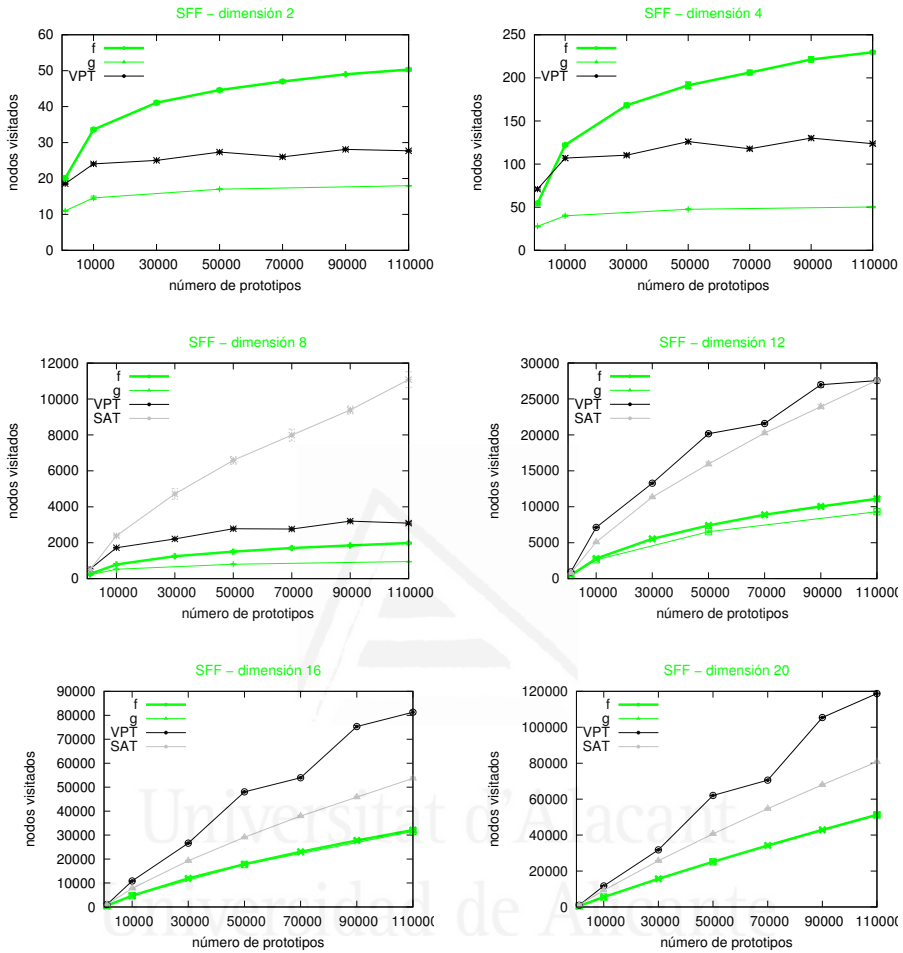 SFF − dimensión 2
nodos visitados
60
50
40
30
20
10
0
f
g
VPT
10000 30000 50000 70000 90000 110000
número de prototipos
SFF − dimensión 4
nodos visitados
250
200
150
100
50
0
f
g
VPT
10000 30000 50000 70000 90000 110000
número de prototipos
SFF − dimensión 8
nodos visitados
12000
10000
8000
6000
4000
2000
0
f
g
VPT
SAT
10000 30000 50000 70000 90000 110000
número de prototipos
SFF − dimensión 12
nodos visitados
30000
25000
20000
15000
10000
5000
0
f
g
VPT
SAT
10000 30000 50000 70000 90000 110000
número de prototipos
SFF − dimensión 16
nodos visitados
90000
80000
70000
60000
50000
40000
30000
20000
10000
0
f
g
VPT
SAT
10000 30000 50000 70000 90000 110000
número de prototipos
SFF − dimensión 20
nodos visitados
120000
100000
80000
60000
40000
20000
0
f
g
VPT
SAT
10000 30000 50000 70000 90000 110000
número de prototipos
Universitat d'Alacant
Universidad de Alicante